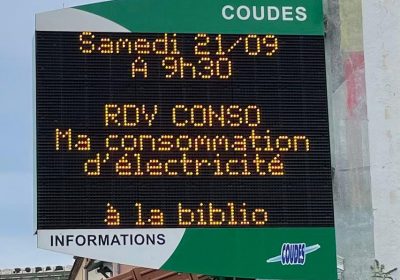 COUDES
Samedi 21/09
A 9h30
RDV CONSO
Ma consommation
d'électricité
à la biblio
INFORMATIONS
COUDES